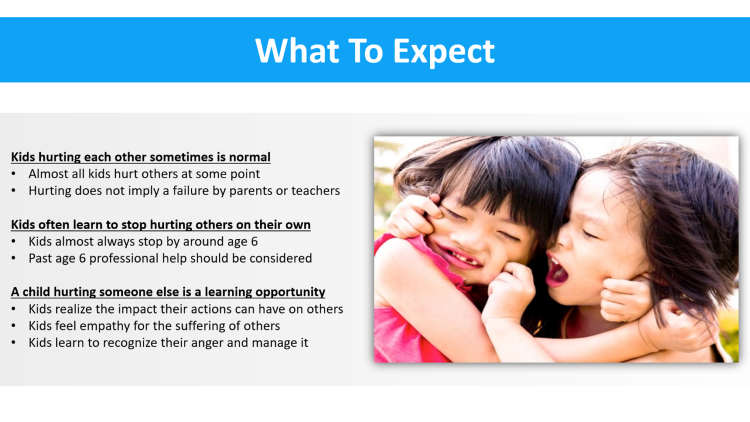 What To Expect
Kids hurting each other sometimes is normal
• Almost all kids hurt others at some point
• Hurting does not imply a failure by parents or teachers
Kids often learn to stop hurting others on their own
• Kids almost always stop by around age 6
• Past age 6 professional help should be considered
A child hurting someone else is a learning opportunity
• Kids realize the impact their actions can have on others
• Kids feel empathy for the suffering of others
• Kids learn to recognize their anger and manage it